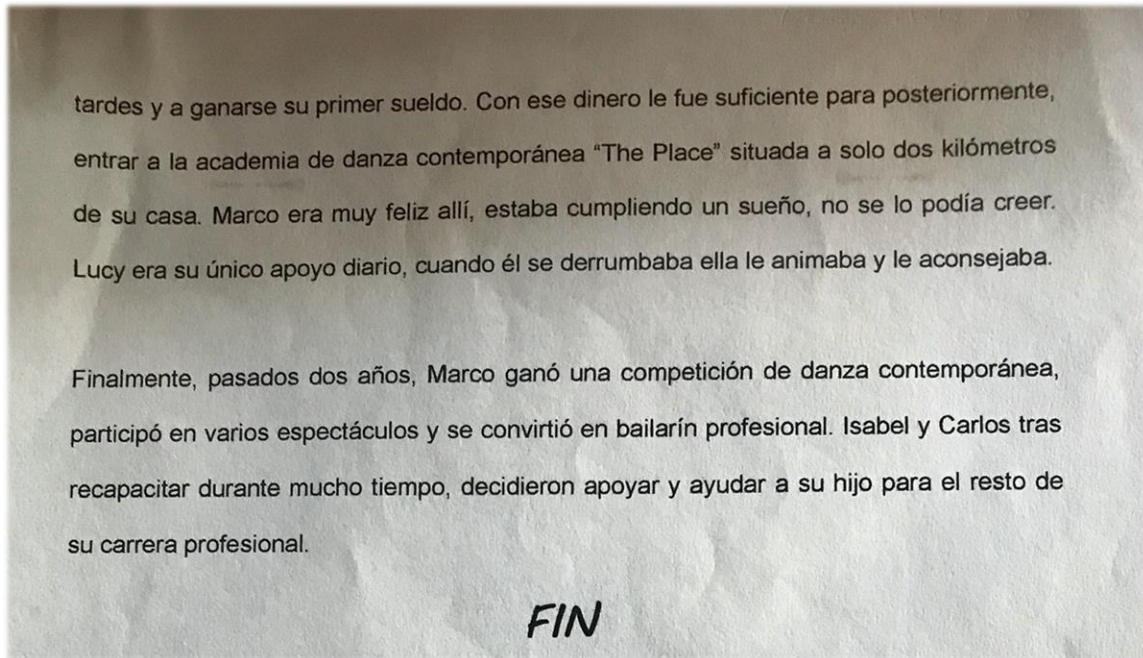 tardes y a ganarse su primer sueldo. Con ese dinero le fue suficiente para posteriormente,
entrar a la academia de danza contemporánea “The Place” situada a solo dos kilómetros
de su casa. Marco era muy feliz allí, estaba cumpliendo un sueño, no se lo podía creer.
Lucy era su único apoyo diario, cuando él se derrumbaba ella le animaba y le aconsejaba.
Finalmente, pasados dos años, Marco ganó una competición de danza contemporánea,
participó en varios espectáculos y se convirtió en bailarín profesional. Isabel y Carlos tras
recapacitar durante mucho tiempo, decidieron apoyar y ayudar a su hijo para el resto de
su carrera profesional.
FIN